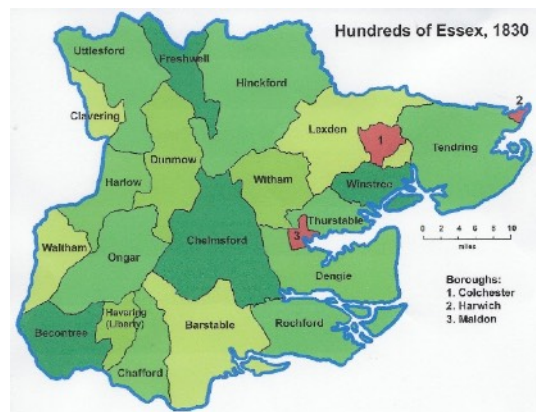 Hundreds of Essex, 1830
Uttlesford
Freshwell
Hinckford
Clavering
2
Lexden
1
Tendring
Dunmow
Harlow
Witham
Winstree
Thurstable
Waltham
Ongar
Chelmsford
3
Dengie
0 2 4 6 8 10
miles
Boroughs:
1. Colchester
2. Harwich
3. Maldon
Becontree
Havering
(Liberty)
Barstable
Rochford
Chafford